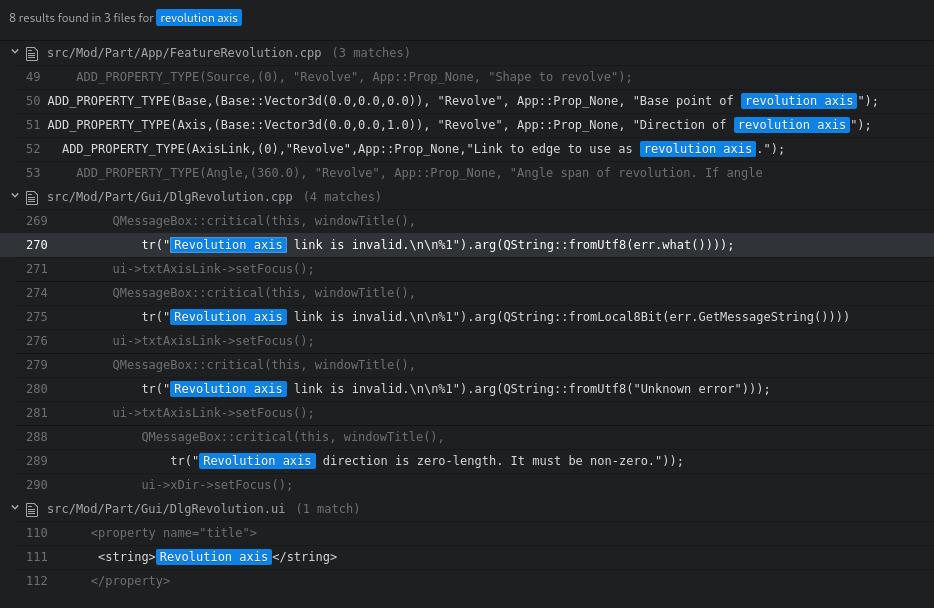 8 results found in 3 files for revolution axis
src/Mod/Part/App/FeatureRevolution.cpp (3 matches)
49 ADD_PROPERTY_TYPE(Source,(0), "Revolve", App::Prop_None, "Shape to revolve");
50 ADD_PROPERTY_TYPE(Base,(Base::Vector3d(0.0,0.0,0.0)), "Revolve", App::Prop_None, "Base point of revolution axis");
51 ADD_PROPERTY_TYPE(Axis,(Base::Vector3d(0.0,0.0,1.0)), "Revolve", App::Prop_None, "Direction of revolution axis");
52 ADD_PROPERTY_TYPE(AxisLink,(0),"Revolve",App::Prop_None,"Link to edge to use as revolution axis.");
53 ADD_PROPERTY_TYPE(Angle,(360.0), "Revolve", App::Prop_None, "Angle span of revolution. If angle
src/Mod/Part/Gui/DlgRevolution.cpp (4 matches)
269 QMessageBox::critical(this, windowTitle(),
270 tr("Revolution axis link is invalid.\n\n%1").arg(QString::fromUtf8(err.what())));
271 ui->txtAxisLink->setFocus();
274 QMessageBox::critical(this, windowTitle(),
275 tr("Revolution axis link is invalid.\n\n%1").arg(QString::fromLocal8Bit(err.GetMessageString())))
276 ui->txtAxisLink->setFocus();
279 QMessageBox::critical(this, windowTitle(),
280 tr("Revolution axis link is invalid.\n\n%1").arg(QString::fromUtf8("Unknown error")));
281 ui->txtAxisLink->setFocus();
288 QMessageBox::critical(this, windowTitle(),
289 tr("Revolution axis direction is zero-length. It must be non-zero."));
290 ui->xDir->setFocus();
src/Mod/Part/Gui/DlgRevolution.ui (1 match)
110 <property name="title">
111 <string>Revolution axis</string>
112 </property>